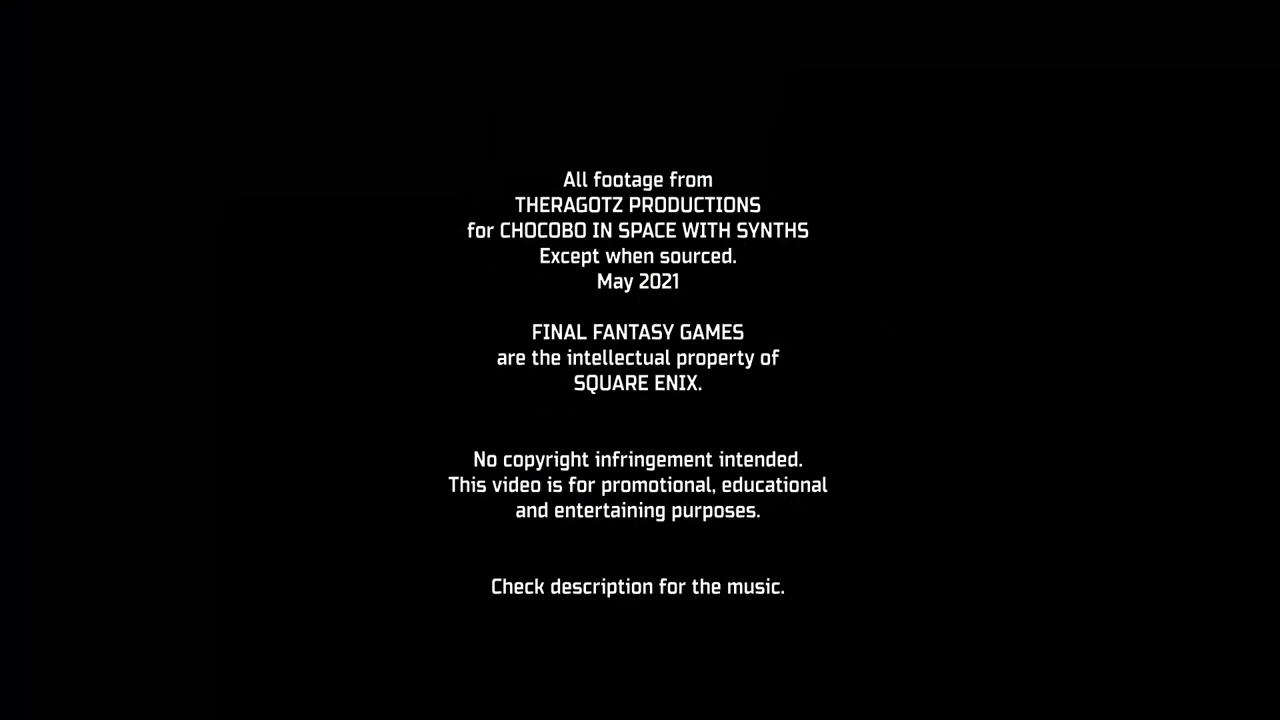 All footage from
THERAGOTZ PRODUCTIONS
for CHOCOBO IN SPACE WITH SYNTHS
Except when sourced.
May 2021
FINAL FANTASY GAMES
are the intellectual property of
SQUARE ENIX.
No copyright infringement intended.
This video is for promotional, educational
and entertaining purposes.
Check description for the music.